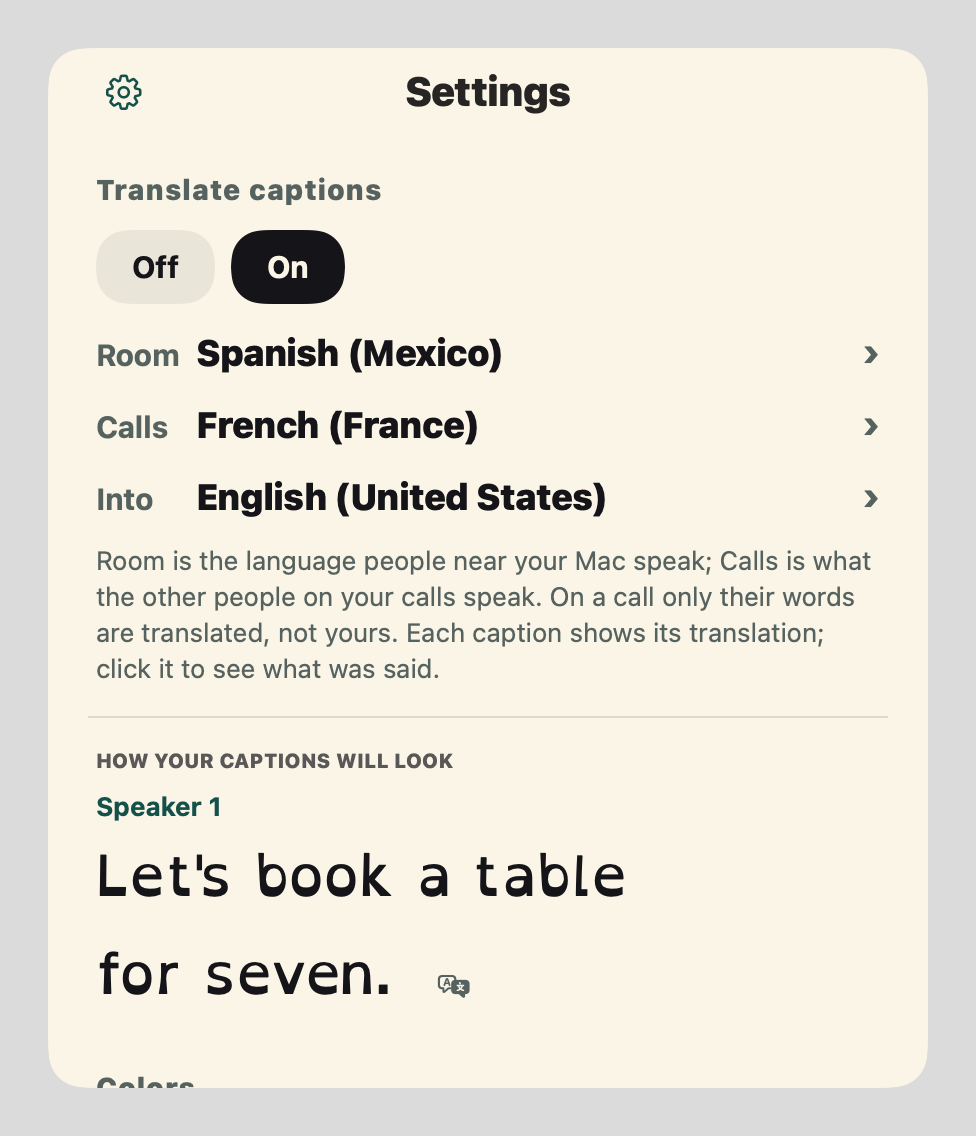 Settings
Translate captions
Off On
Room Spanish (Mexico) ›
Calls French (France) ›
Into English (United States) ›
Room is the language people near your Mac speak; Calls is what
the other people on your calls speak. On a call only their words
are translated, not yours. Each caption shows its translation;
click it to see what was said.
HOW YOUR CAPTIONS WILL LOOK
Speaker 1
Let's book a table
for seven.
Colors